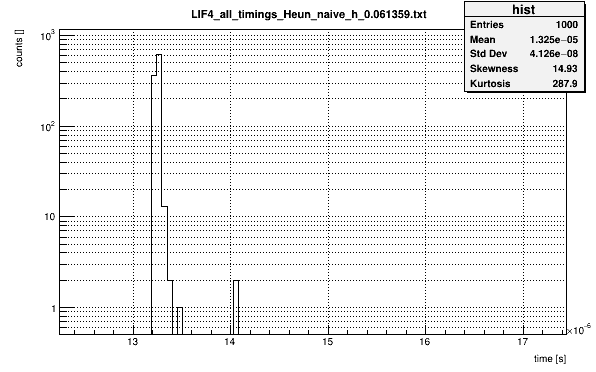 LIF4_all_timings_Heun_naive_h_0.061359.txt
hist
Entries 1000
Mean 1.325e−05
Std Dev 4.126e−08
Skewness 14.93
Kurtosis 287.9
counts []
10³
10²
10
1
13 14 15 16 17
×10⁻⁶
time [s]